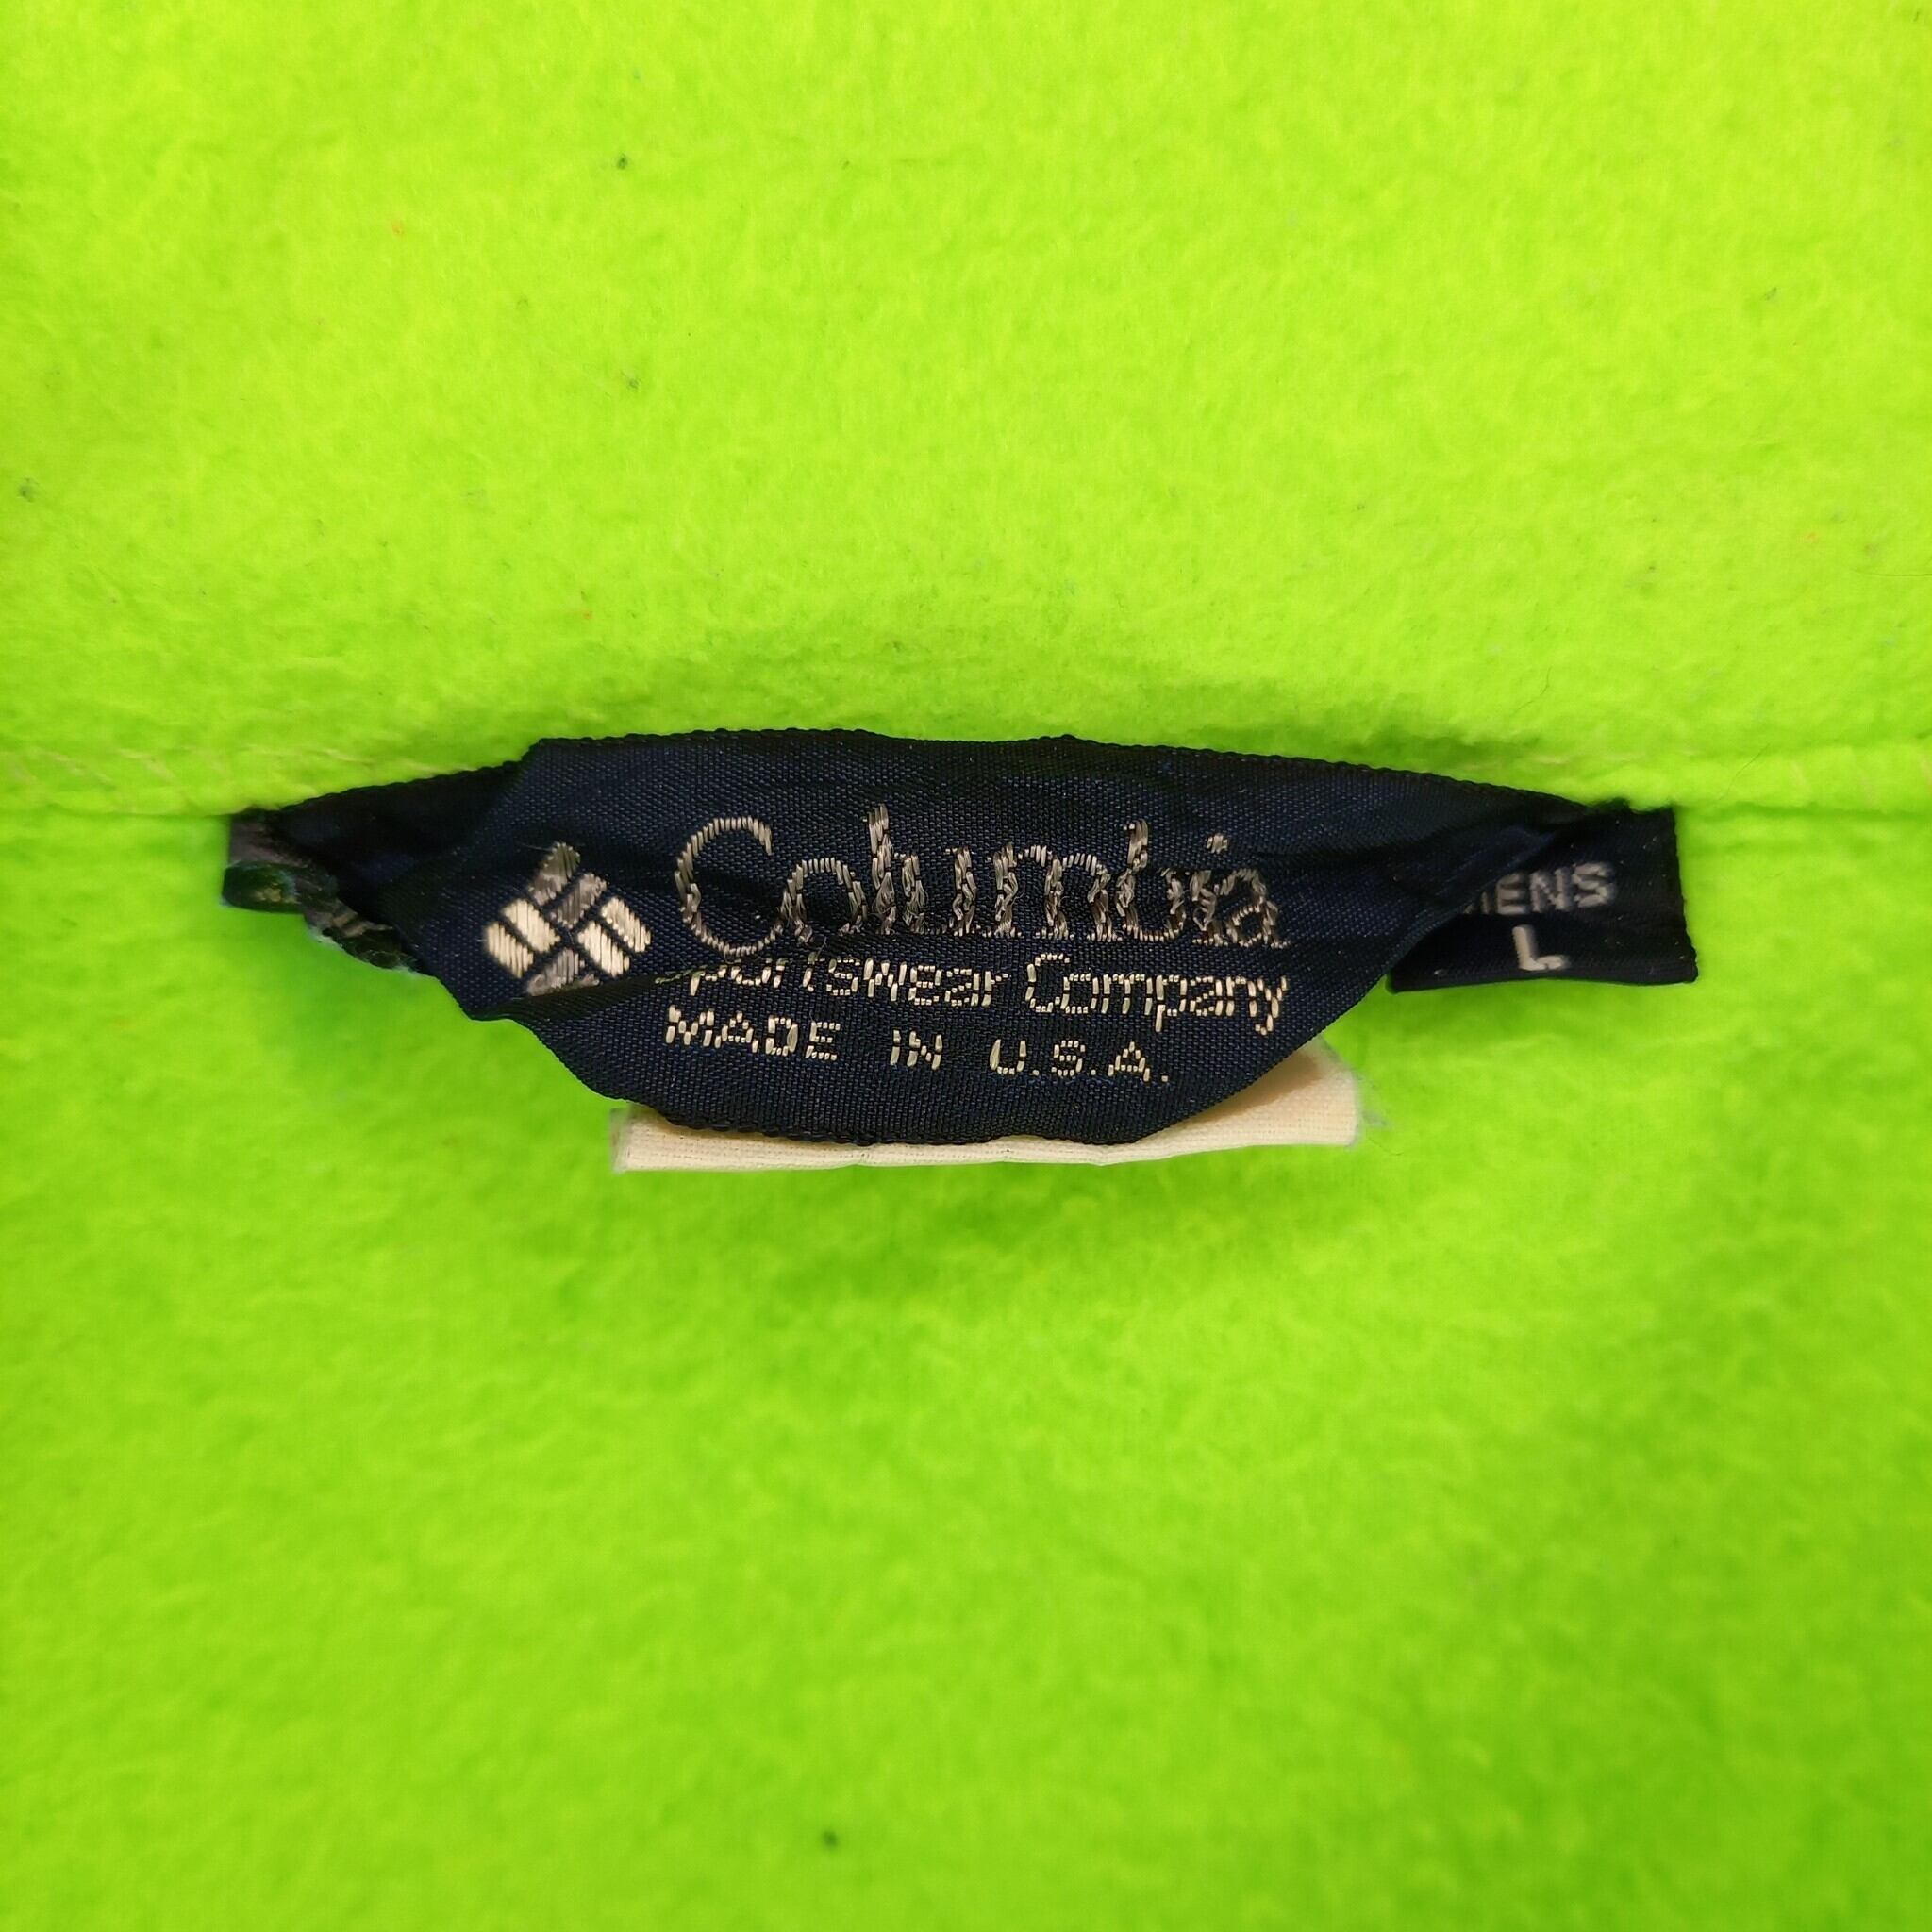 Columbia
Sportswear Company
MADE IN U.S.A.
MENS
L